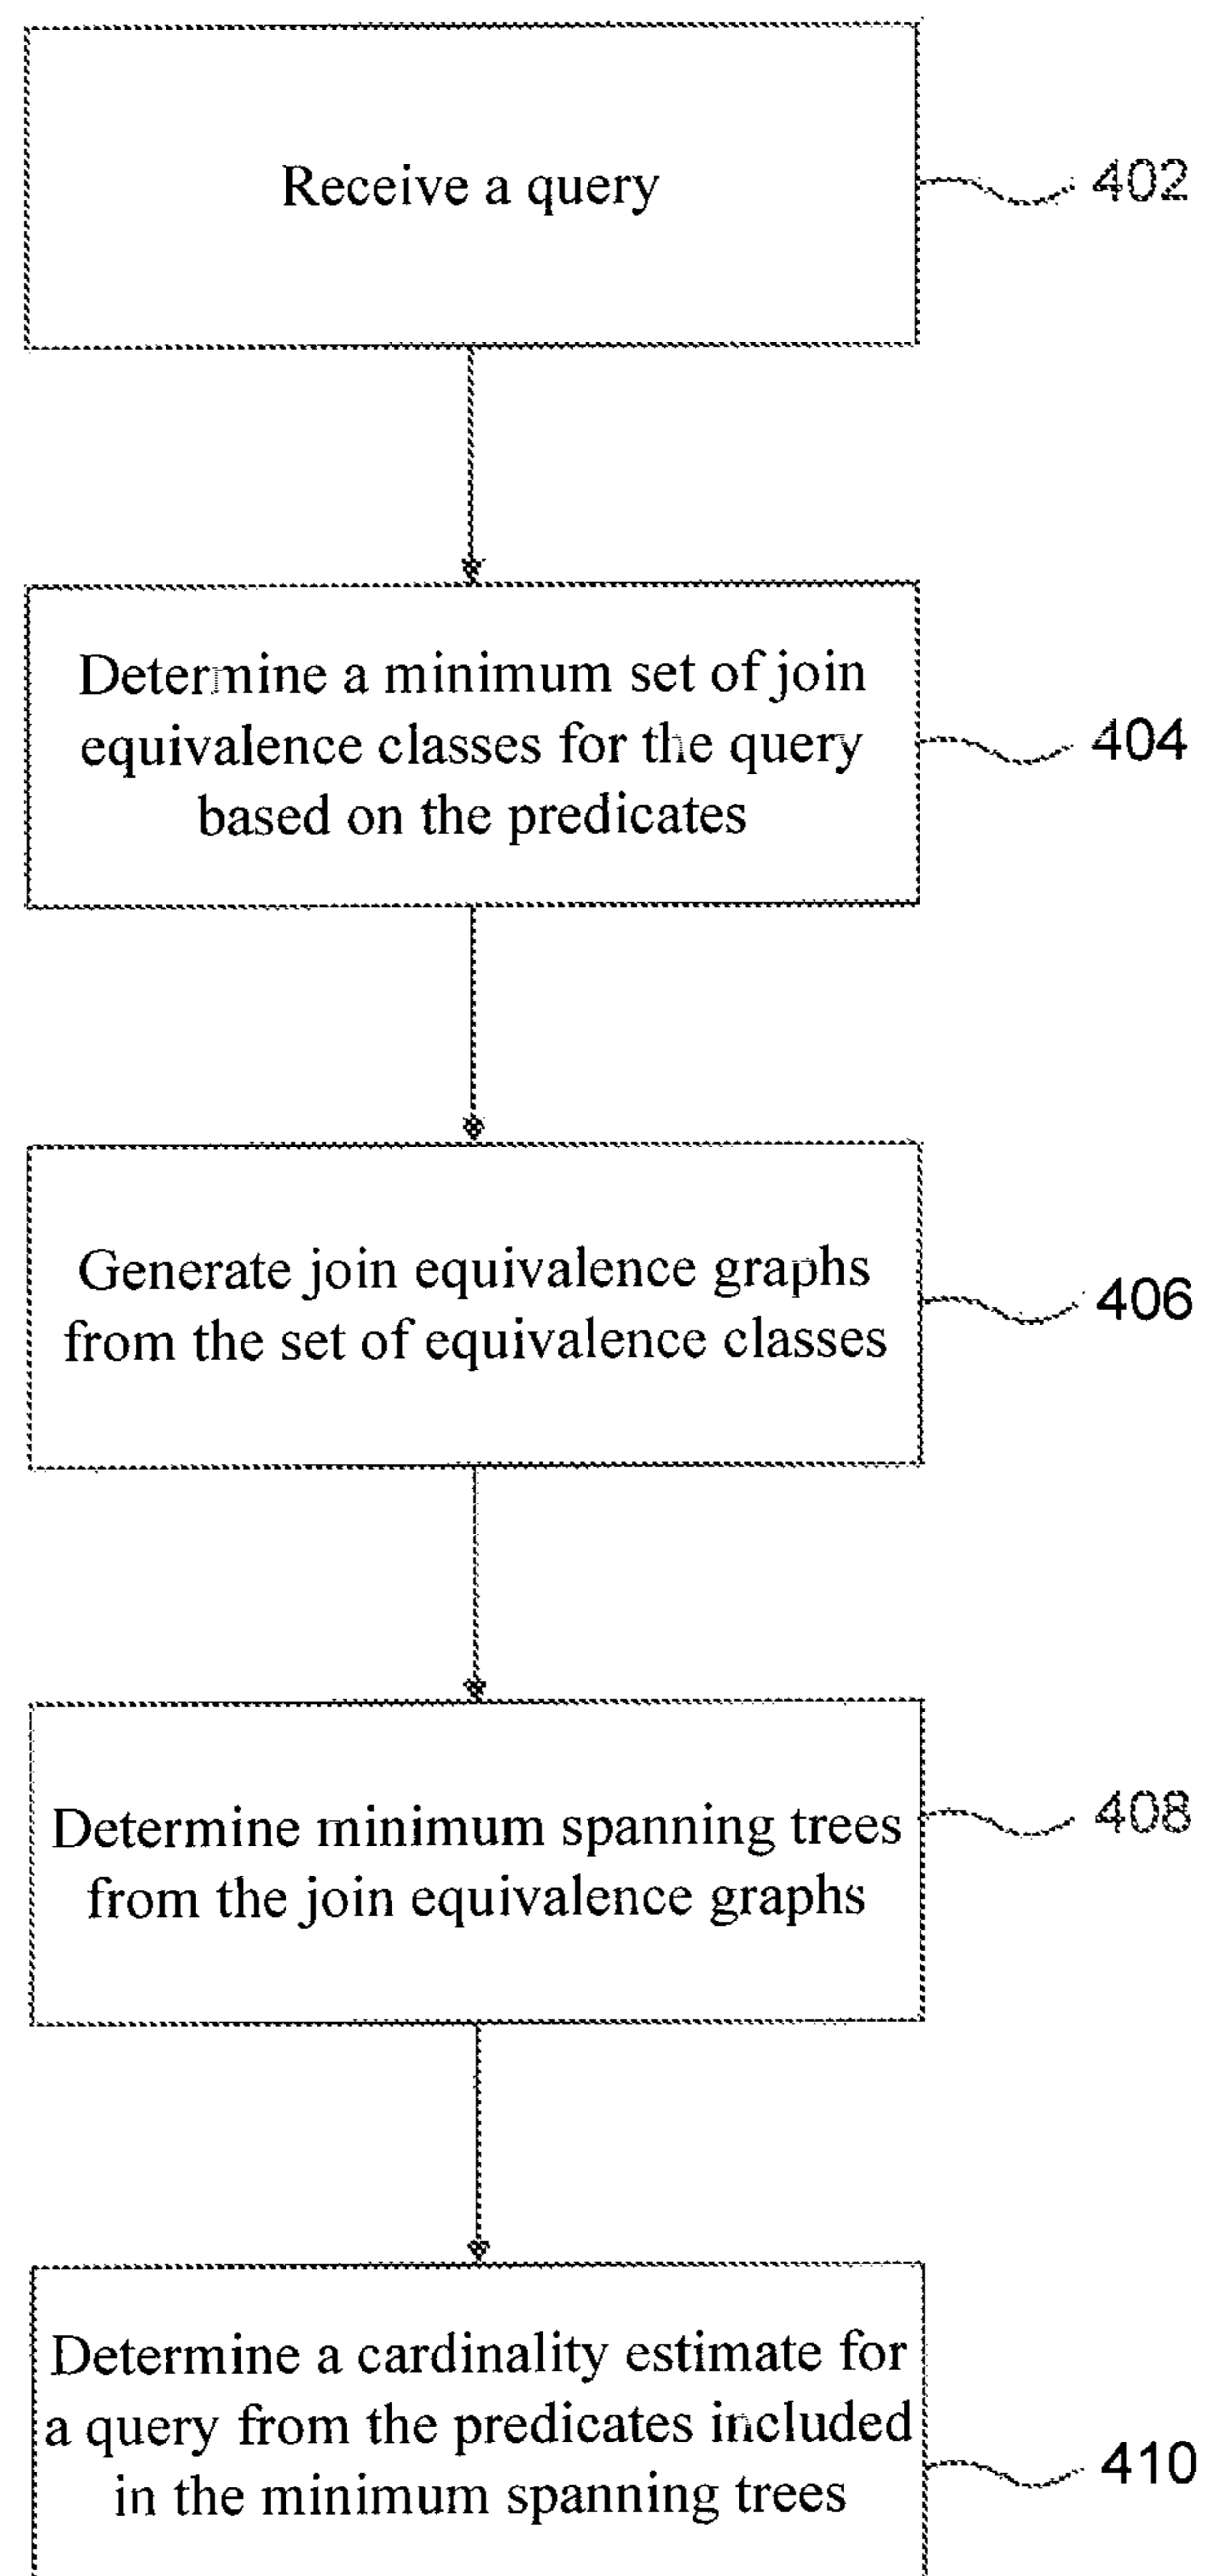 Receive a query
402
Determine a minimum set of join
equivalence classes for the query
based on the predicates
404
Generate join equivalence graphs
from the set of equivalence classes
406
Determine minimum spanning trees
from the join equivalence graphs
408
Determine a cardinality estimate for
a query from the predicates included
in the minimum spanning trees
410